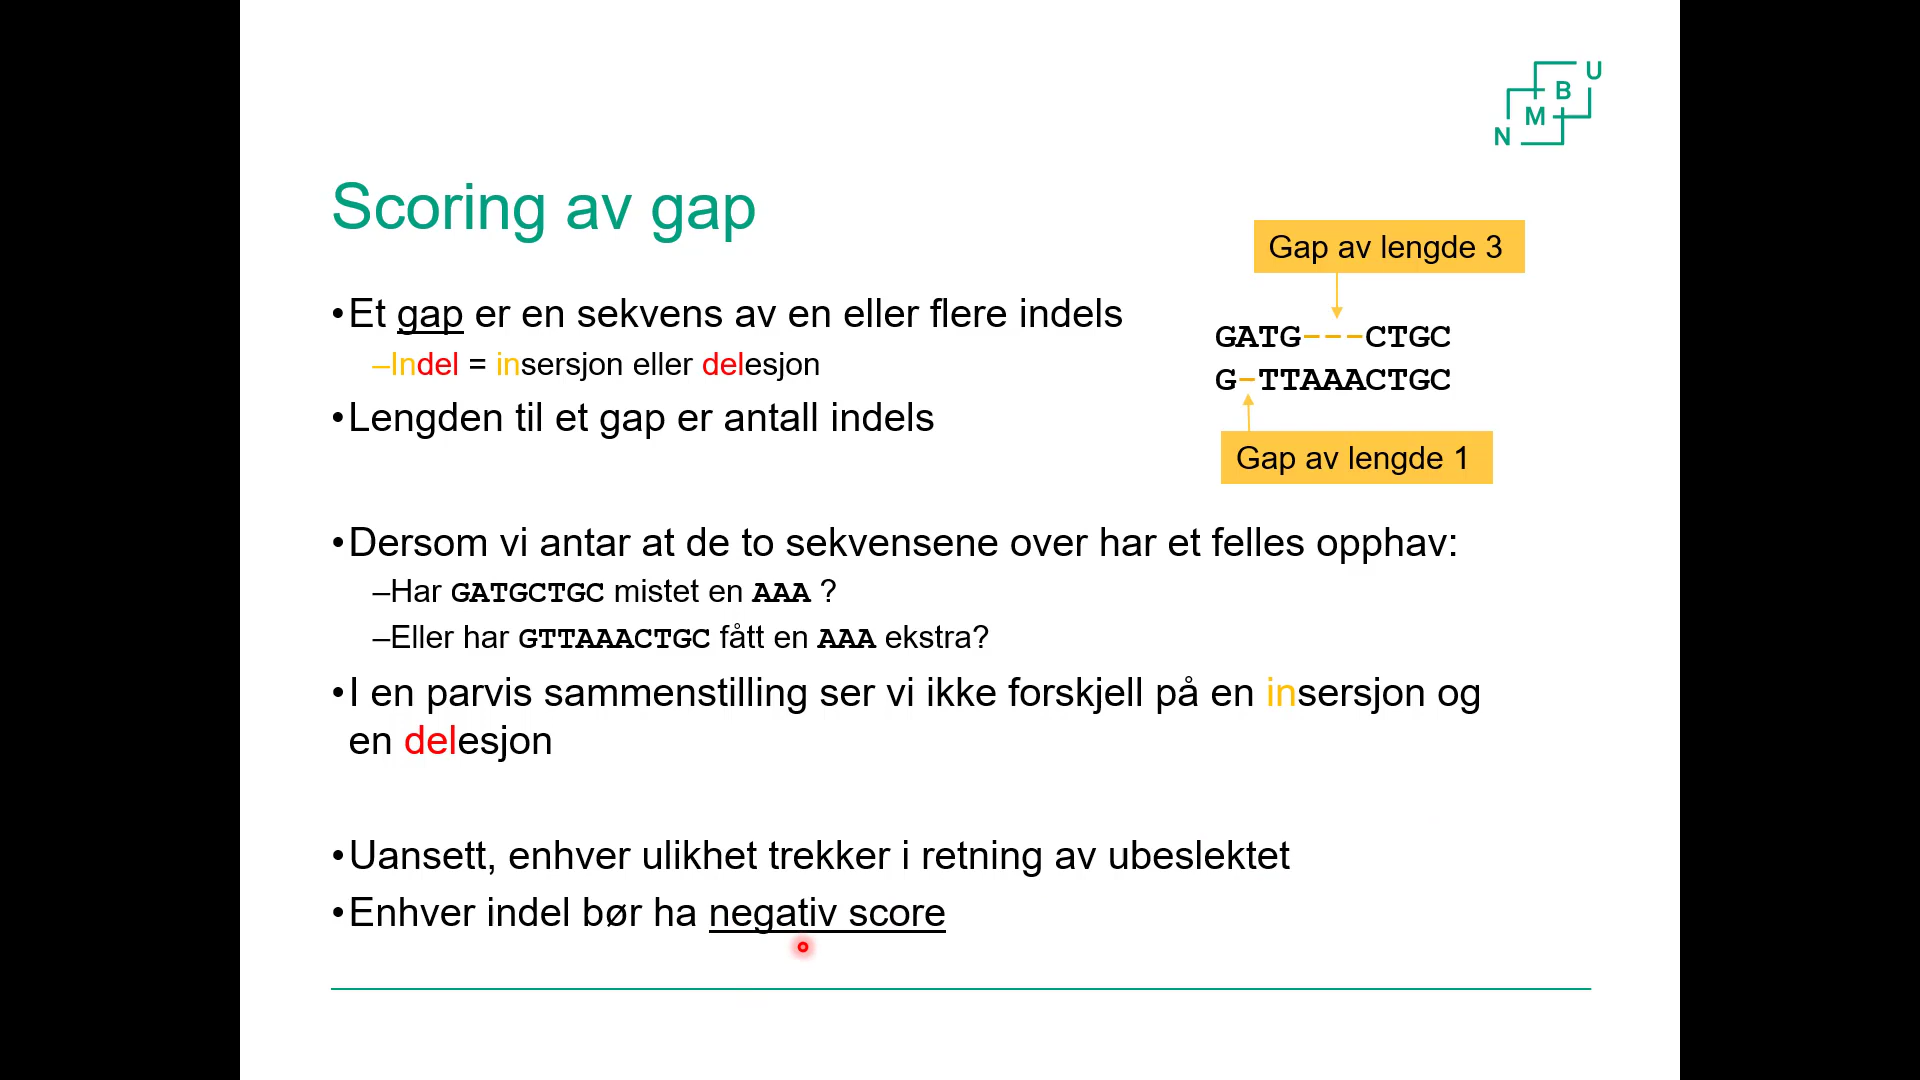 N M B U
Scoring av gap
Gap av lengde 3
•Et gap er en sekvens av en eller flere indels
GATG---CTGC
–Indel = insersjon eller delesjon
G-TTAAACTGC
•Lengden til et gap er antall indels
Gap av lengde 1
•Dersom vi antar at de to sekvensene over har et felles opphav:
–Har GATGCTGC mistet en AAA ?
–Eller har GTTAAACTGC fått en AAA ekstra?
•I en parvis sammenstilling ser vi ikke forskjell på en insersjon og
en delesjon
•Uansett, enhver ulikhet trekker i retning av ubeslektet
•Enhver indel bør ha negativ score